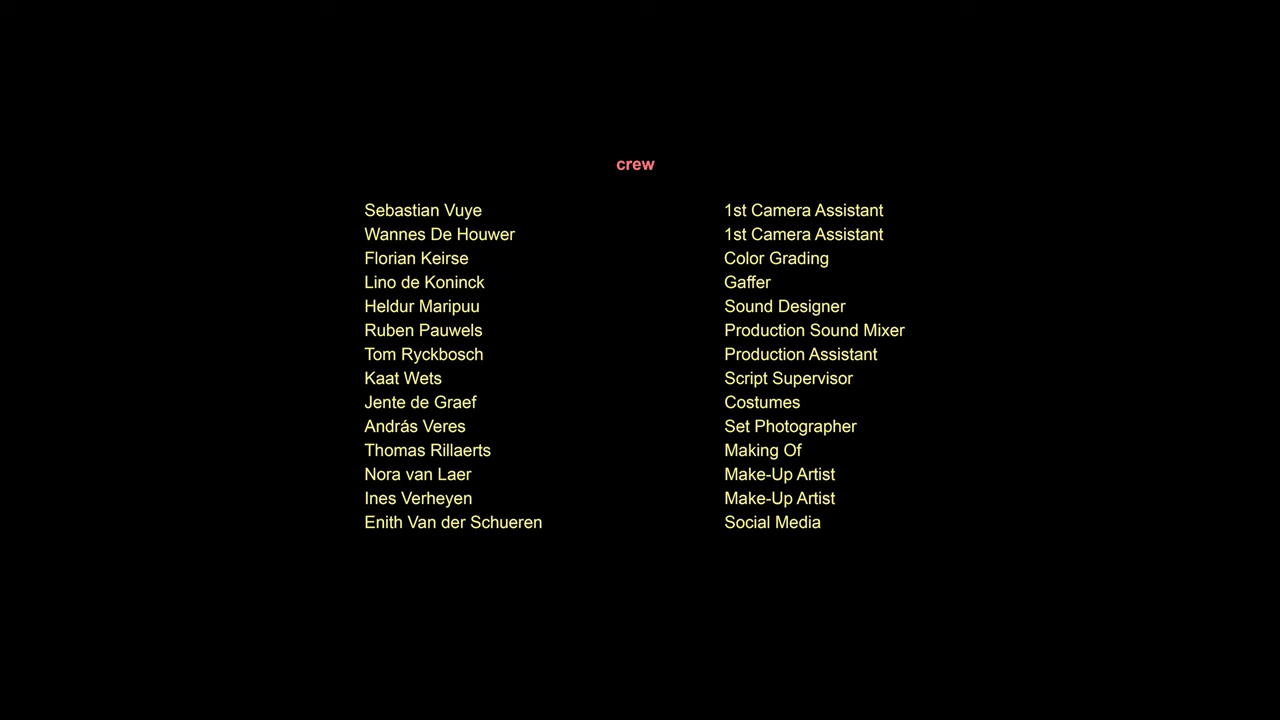 crew
Sebastian Vuye 1st Camera Assistant
Wannes De Houwer 1st Camera Assistant
Florian Keirse Color Grading
Lino de Koninck Gaffer
Heldur Maripuu Sound Designer
Ruben Pauwels Production Sound Mixer
Tom Ryckbosch Production Assistant
Kaat Wets Script Supervisor
Jente de Graef Costumes
András Veres Set Photographer
Thomas Rillaerts Making Of
Nora van Laer Make-Up Artist
Ines Verheyen Make-Up Artist
Enith Van der Schueren Social Media